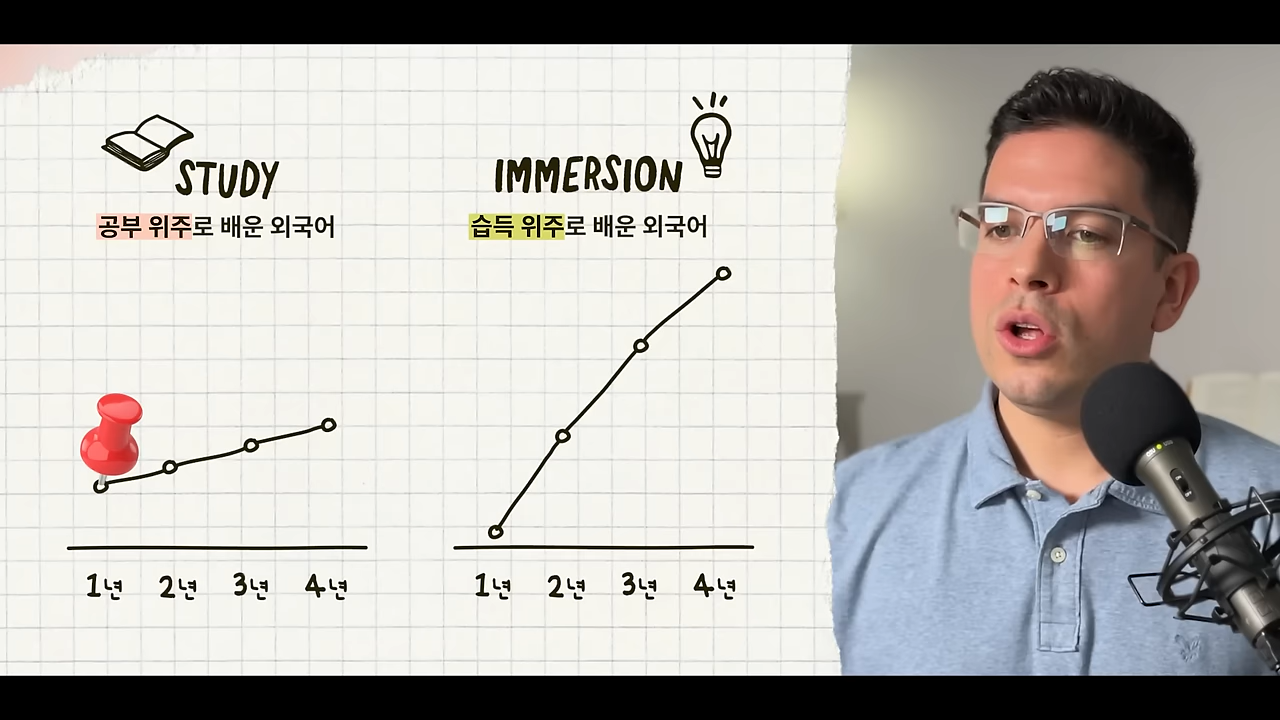 STUDY
공부 위주로 배운 외국어
1년 2년 3년 4년
IMMERSION
습득 위주로 배운 외국어
1년 2년 3년 4년